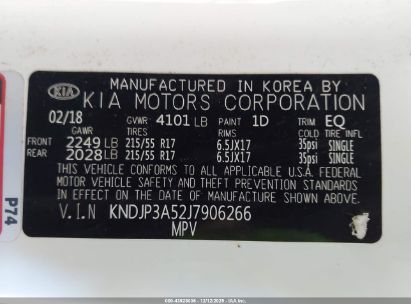 MANUFACTURED IN KOREA BY
KIA KIA MOTORS CORPORATION
02/18 GVWR 4101 LB PAINT 1D TRIM EQ
GAWR TIRES RIMS COLD TIRE INFL
FRONT 2249 LB 215/55 R17 6.5JX17 35psi SINGLE
REAR 2028 LB 215/55 R17 6.5JX17 35psi SINGLE
THIS VEHICLE CONFORMS TO ALL APPLICABLE U.S.A. FEDERAL
MOTOR VEHICLE SAFETY AND THEFT PREVENTION STANDARDS
IN EFFECT ON THE DATE OF MANUFACTURE SHOWN ABOVE.
V.I.N KNDJP3A52J7906266
MPV
P74